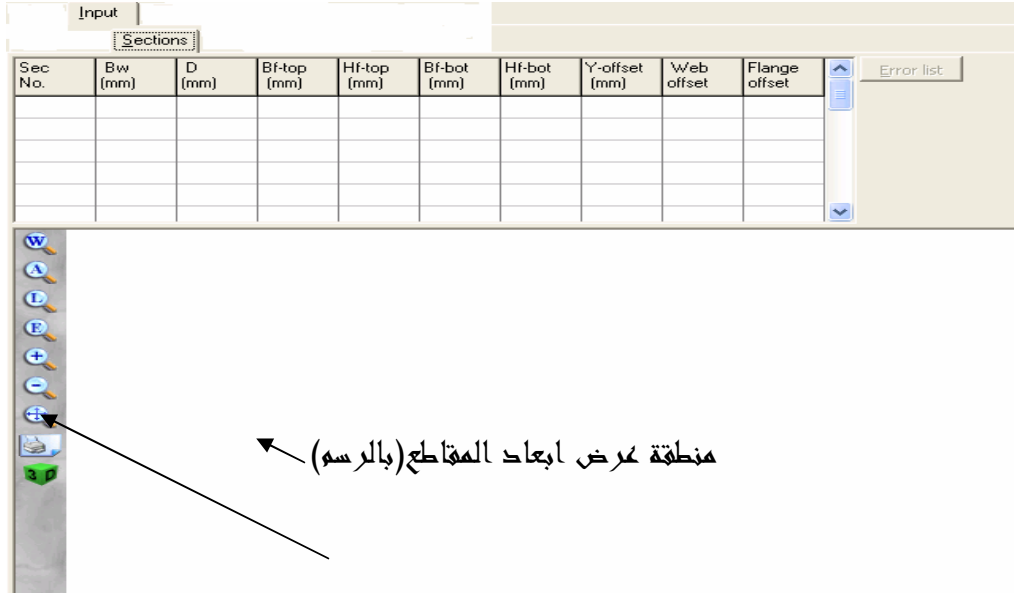 Input
Sections
Sec No. Bw (mm) D (mm) Bf-top (mm) Hf-top (mm) Bf-bot (mm) Hf-bot (mm) Y-offset (mm) Web offset Flange offset Error list
W
A
L
E
منطقة عرض ابعاد المقاطع(بالرسم)
3 D